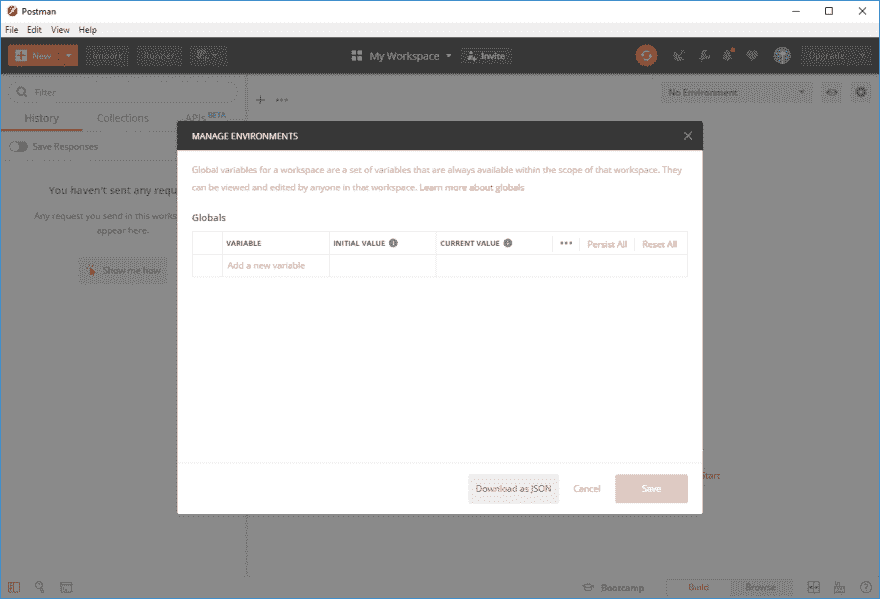 Postman
File Edit View Help
New Import Runner My Workspace Invite Upgrade
Filter
No Environment
History Collections APIs BETA
Save Responses
You haven't sent any requ
Any request you send in this works
appear here.
Show me how
MANAGE ENVIRONMENTS
Global variables for a workspace are a set of variables that are always available within the scope of that workspace. They
can be viewed and edited by anyone in that workspace. Learn more about globals
Globals
VARIABLE INITIAL VALUE CURRENT VALUE Persist All Reset All
Add a new variable
Start
Download as JSON Cancel Save
Bootcamp Build Browse